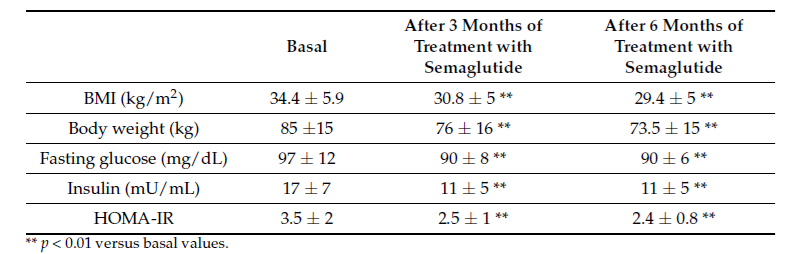 Basal After 3 Months of Treatment with Semaglutide After 6 Months of Treatment with Semaglutide
BMI (kg/m²) 34.4 ± 5.9 30.8 ± 5 ** 29.4 ± 5 **
Body weight (kg) 85 ±15 76 ± 16 ** 73.5 ± 15 **
Fasting glucose (mg/dL) 97 ± 12 90 ± 8 ** 90 ± 6 **
Insulin (mU/mL) 17 ± 7 11 ± 5 ** 11 ± 5 **
HOMA-IR 3.5 ± 2 2.5 ± 1 ** 2.4 ± 0.8 **
** p < 0.01 versus basal values.